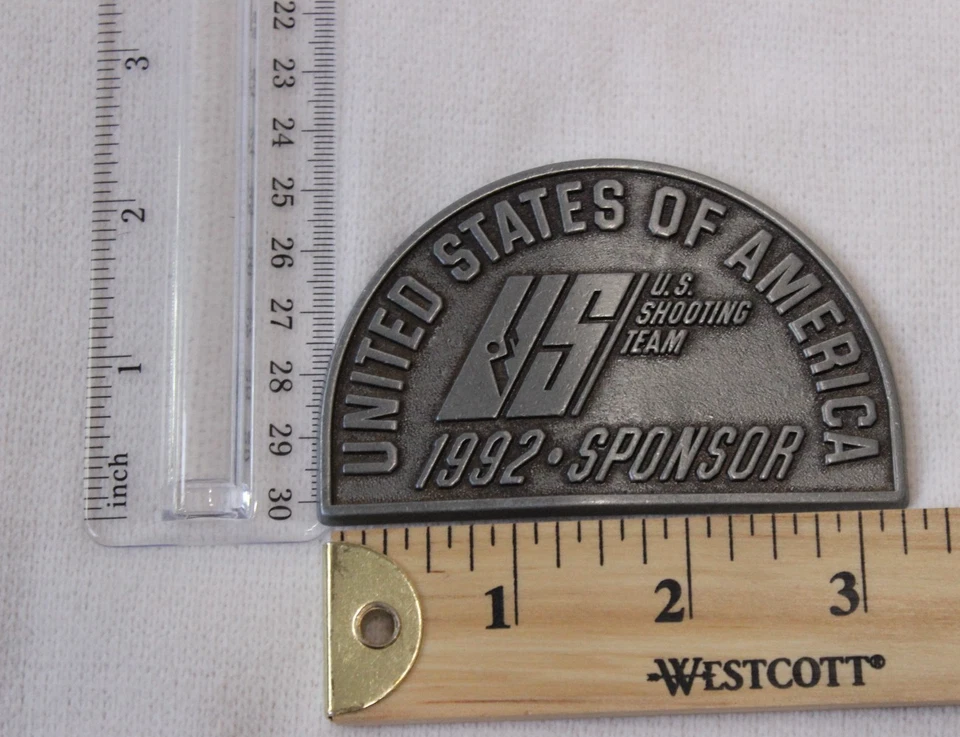 UNITED STATES OF AMERICA
US
U.S.
SHOOTING
TEAM
1992 • SPONSOR
22
23
24
25
26
27
28
29
30
3
2
1
inch
1 2 3
WESTCOTT®